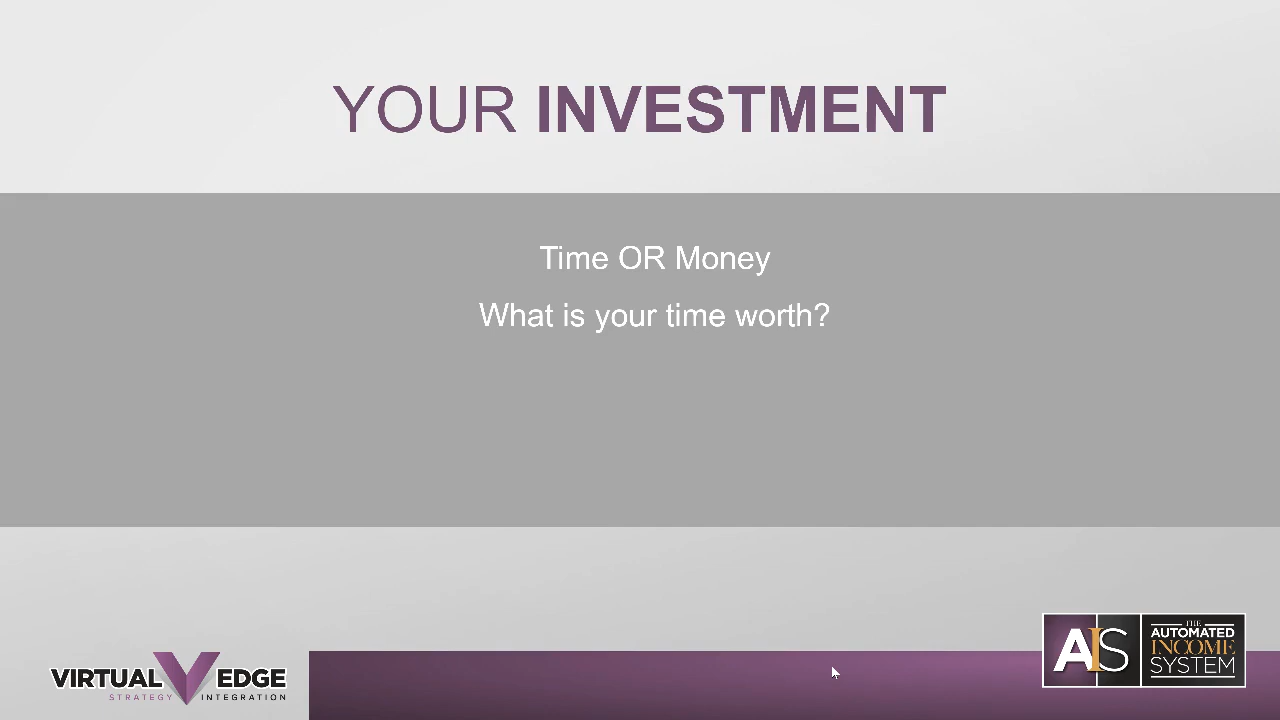 YOUR INVESTMENT
Time OR Money
What is your time worth?
VIRTUAL EDGE
STRATEGY INTEGRATION
AIS
THE
AUTOMATED
INCOME
SYSTEM